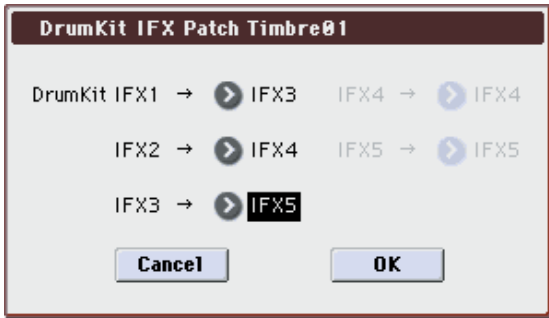 DrumKit IFX Patch Timbre01
DrumKit IFX1 → IFX3 IFX4 → IFX4
IFX2 → IFX4 IFX5 → IFX5
IFX3 → IFX5
Cancel OK